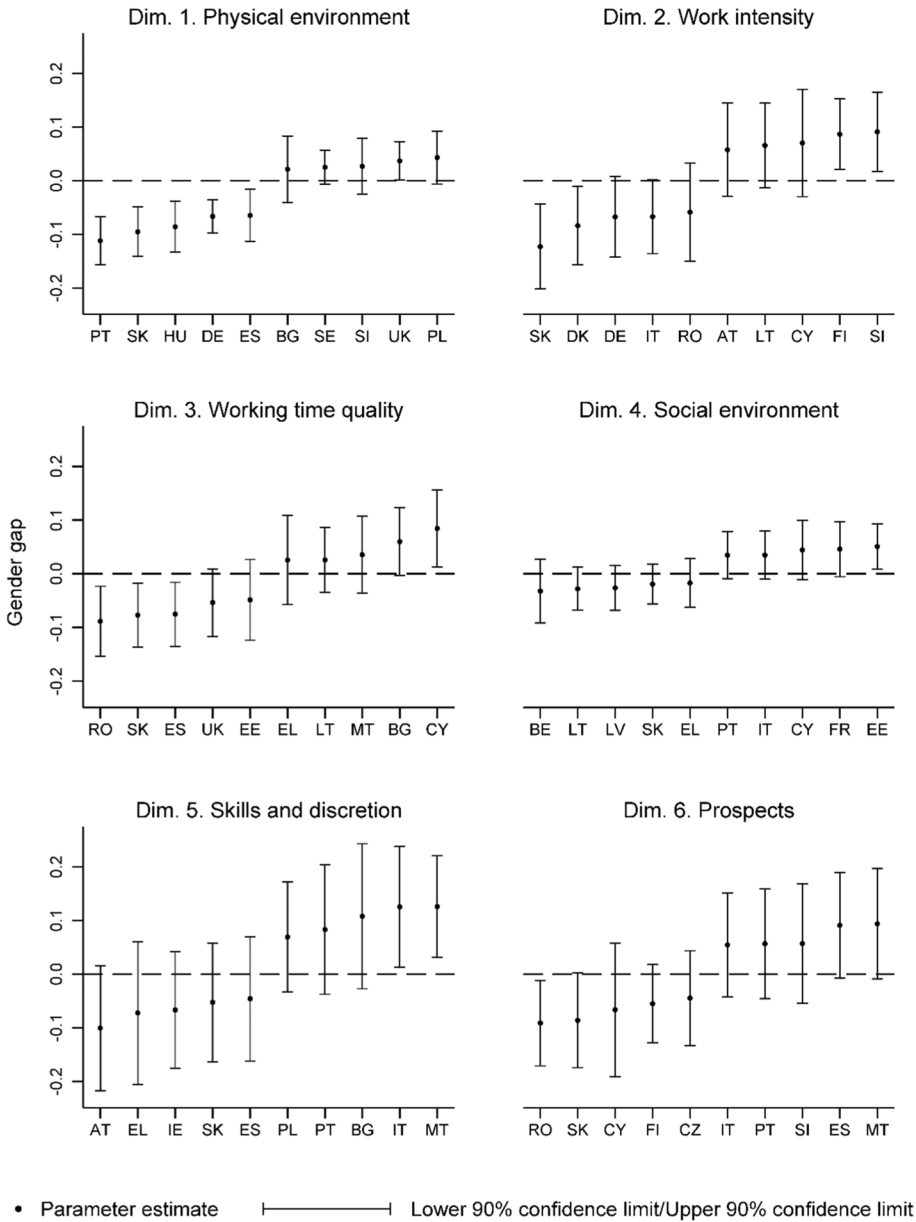 Dim. 1. Physical environment
0.2
0.1
0.0
-0.1
-0.2
PT SK HU DE ES BG SE SI UK PL
Dim. 2. Work intensity
SK DK DE IT RO AT LT CY FI SI
Gender gap
Dim. 3. Working time quality
0.2
0.1
0.0
-0.1
-0.2
RO SK ES UK EE EL LT MT BG CY
Dim. 4. Social environment
BE LT LV SK EL PT IT CY FR EE
Dim. 5. Skills and discretion
0.2
0.1
0.0
-0.1
-0.2
AT EL IE SK ES PL PT BG IT MT
Dim. 6. Prospects
RO SK CY FI CZ IT PT SI ES MT
Parameter estimate
Lower 90% confidence limit/Upper 90% confidence limit